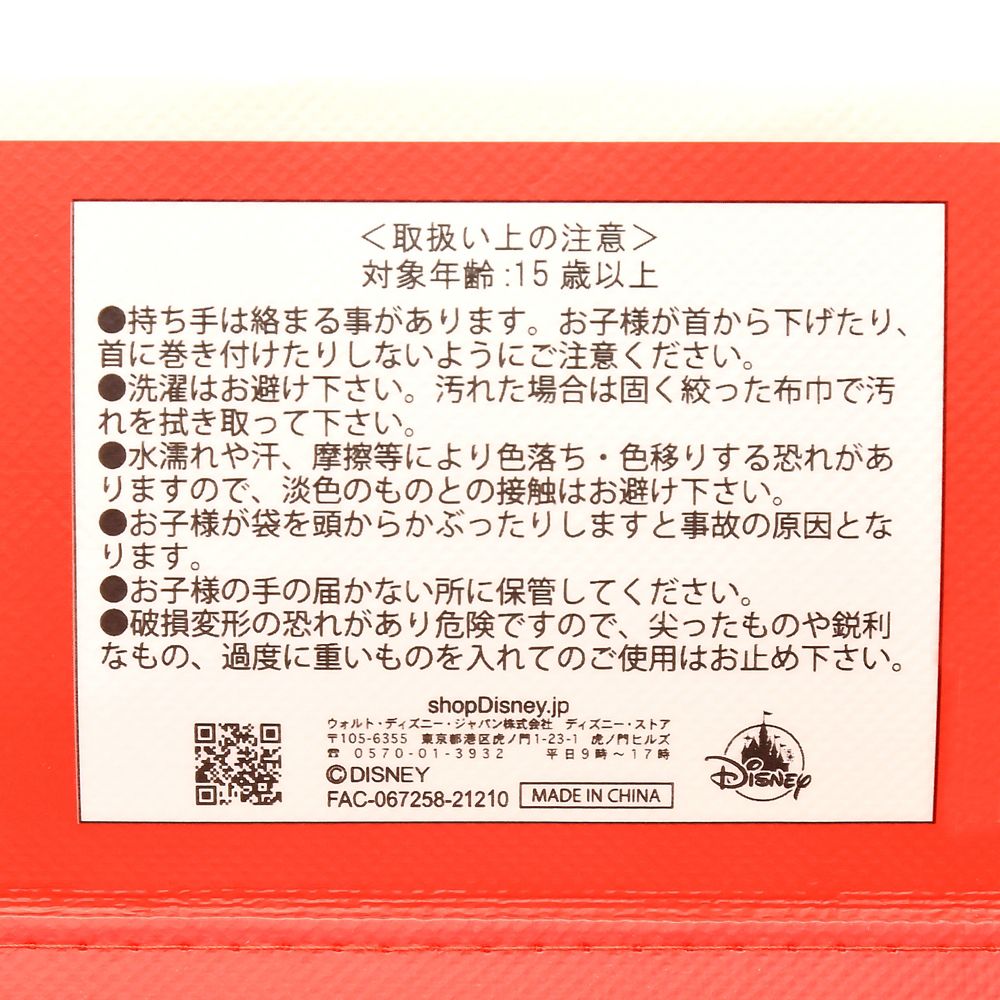 ＜取扱い上の注意＞
対象年齢:15 歳以上
●持ち手は絡まる事があります。お子様が首から下げたり、
首に巻き付けたりしないようにご注意ください。
●洗濯はお避け下さい。汚れた場合は固く絞った布巾で汚
れを拭き取って下さい。
●水濡れや汗、摩擦等により色落ち・色移りする恐れがあ
りますので、淡色のものとの接触はお避け下さい。
●お子様が袋を頭からかぶったりしますと事故の原因とな
ります。
●お子様の手の届かない所に保管してください。
●破損変形の恐れがあり危険ですので、尖ったものや鋭利
なもの、過度に重いものを入れてのご使用はお止め下さい。
shopDisney.jp
ウォルト・ディズニー・ジャパン株式会社 ディズニー・ストア
〒105-6355 東京都港区虎ノ門1-23-1 虎ノ門ヒルズ
☎ 0570-01-3932 平日9時〜17時
©DISNEY
FAC-067258-21210 MADE IN CHINA
Disney